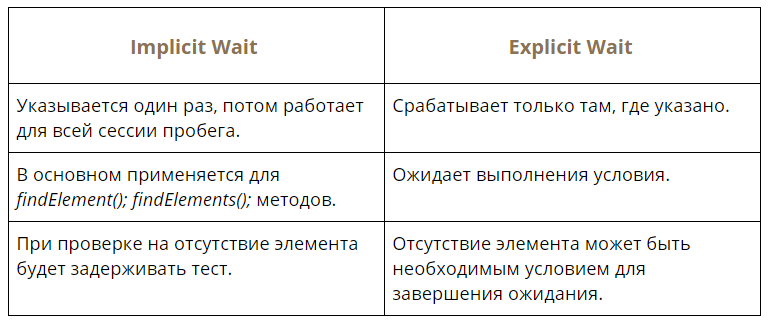 Implicit Wait
Explicit Wait
Указывается один раз, потом работает
для всей сессии пробега.
Срабатывает только там, где указано.
В основном применяется для
findElement(); findElements(); методов.
Ожидает выполнения условия.
При проверке на отсутствие элемента
будет задерживать тест.
Отсутствие элемента может быть
необходимым условием для
завершения ожидания.